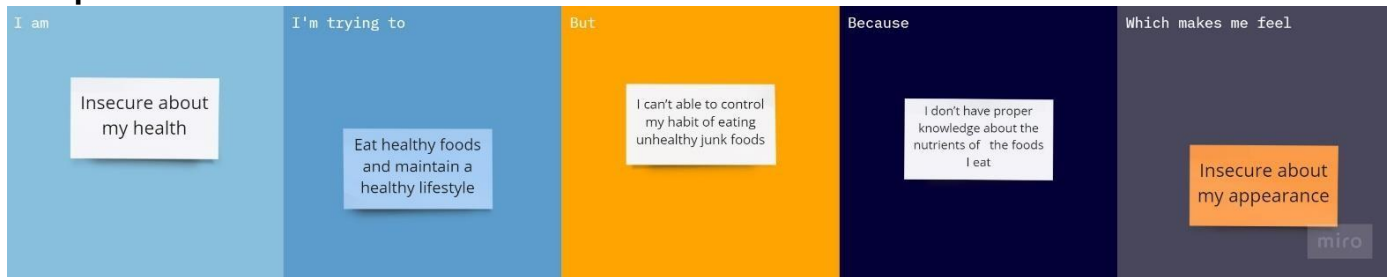 I am
Insecure about
my health
I'm trying to
Eat healthy foods
and maintain a
healthy lifestyle
But
I can't able to control
my habit of eating
unhealthy junk foods
Because
I don't have proper
knowledge about the
nutrients of the foods
I eat
Which makes me feel
Insecure about
my appearance
miro